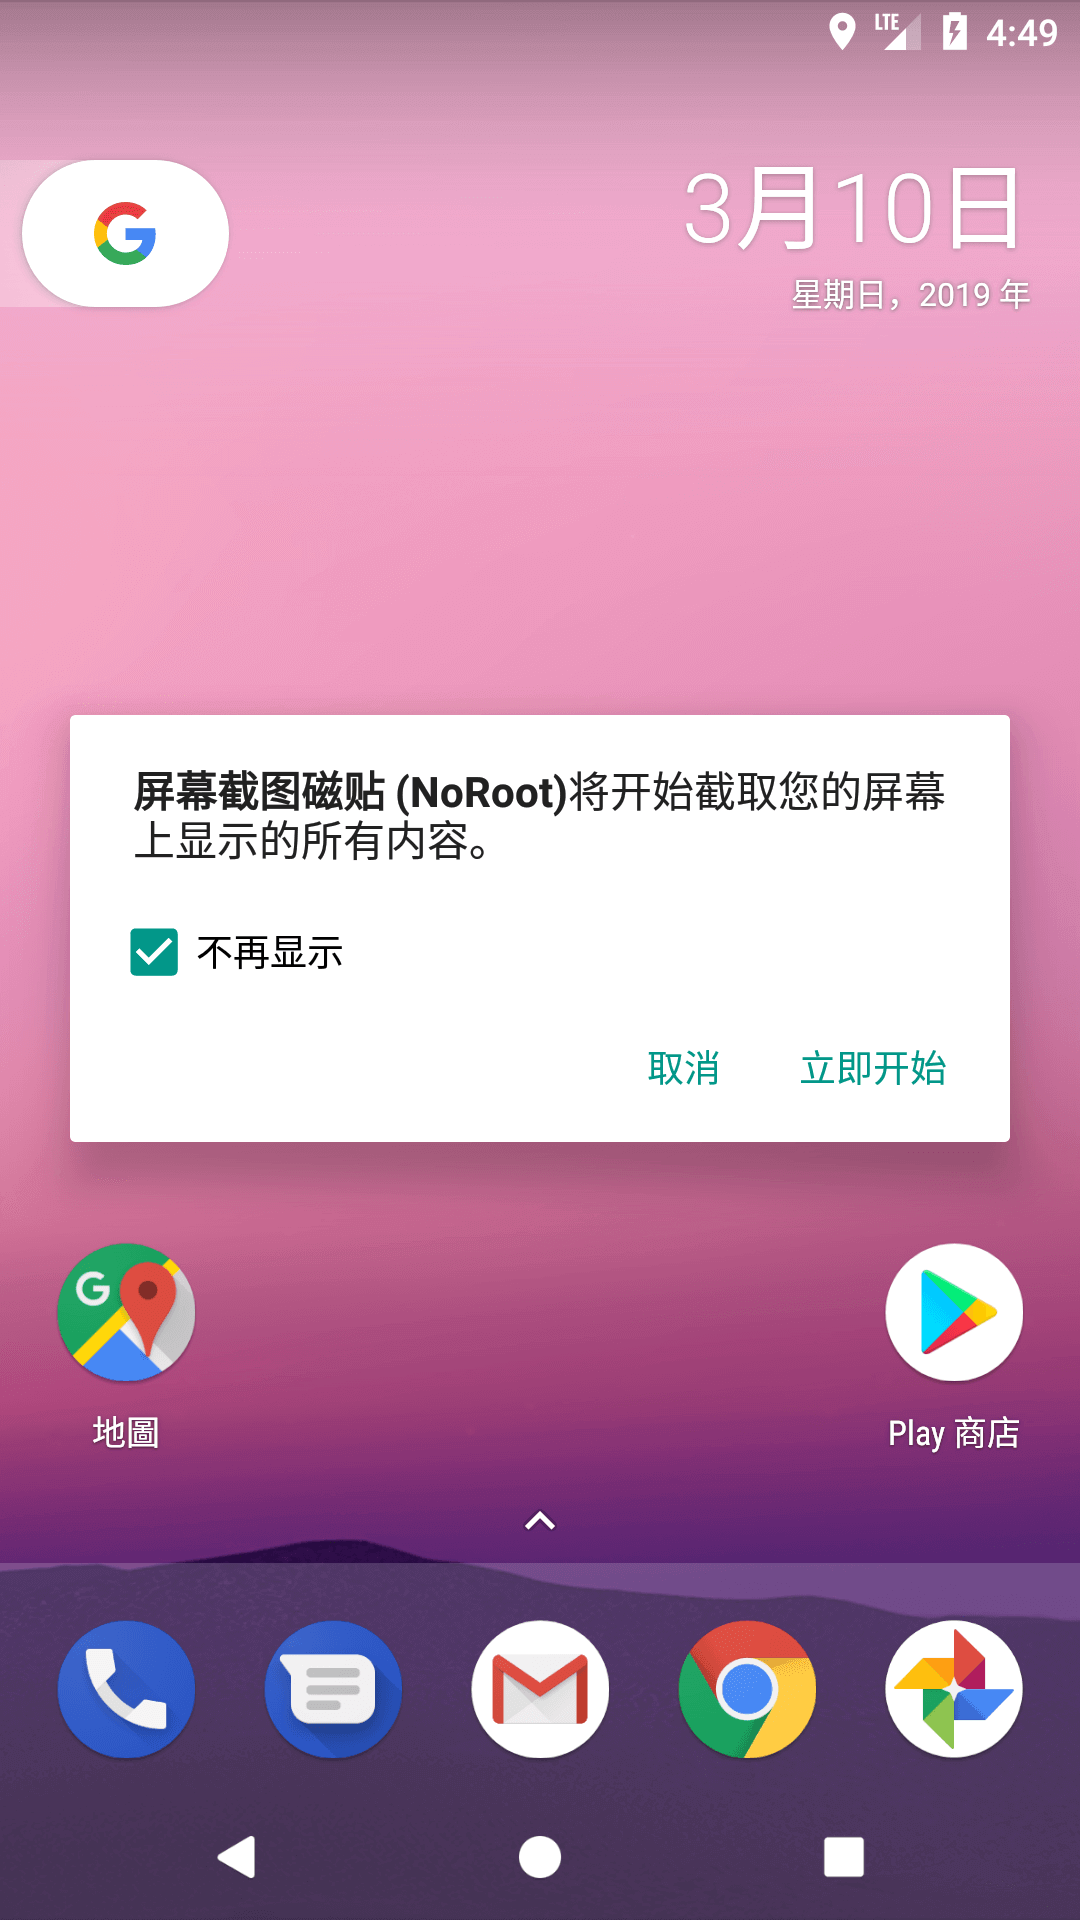 LTE 4:49
3月10日
星期日，2019 年
屏幕截图磁贴 (NoRoot)将开始截取您的屏幕
上显示的所有内容。
不再显示
取消 立即开始
地圖 Play 商店